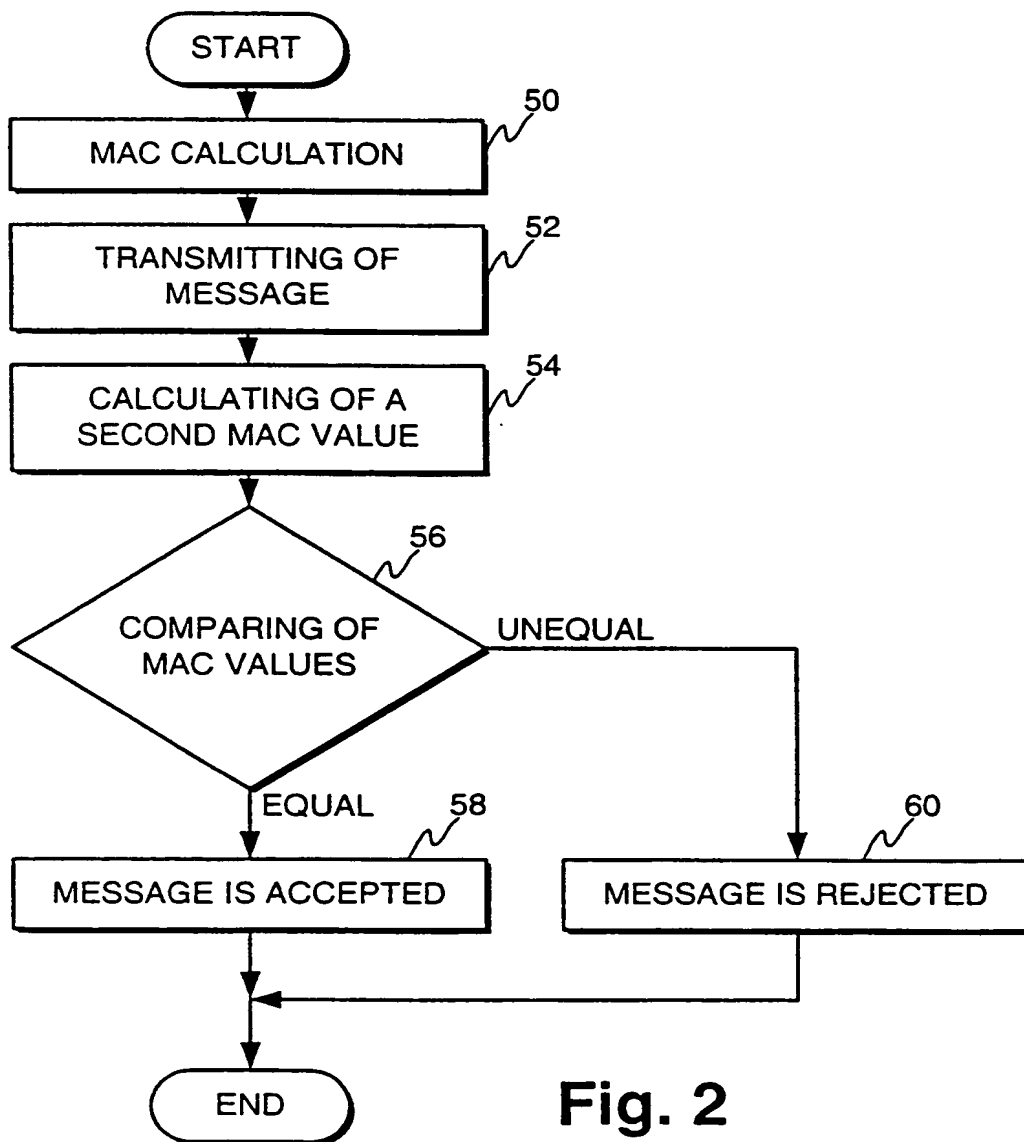 START
50
MAC CALCULATION
52
TRANSMITTING OF
MESSAGE
54
CALCULATING OF A
SECOND MAC VALUE
56
COMPARING OF
MAC VALUES
UNEQUAL
EQUAL
58
60
MESSAGE IS ACCEPTED
MESSAGE IS REJECTED
END
Fig. 2